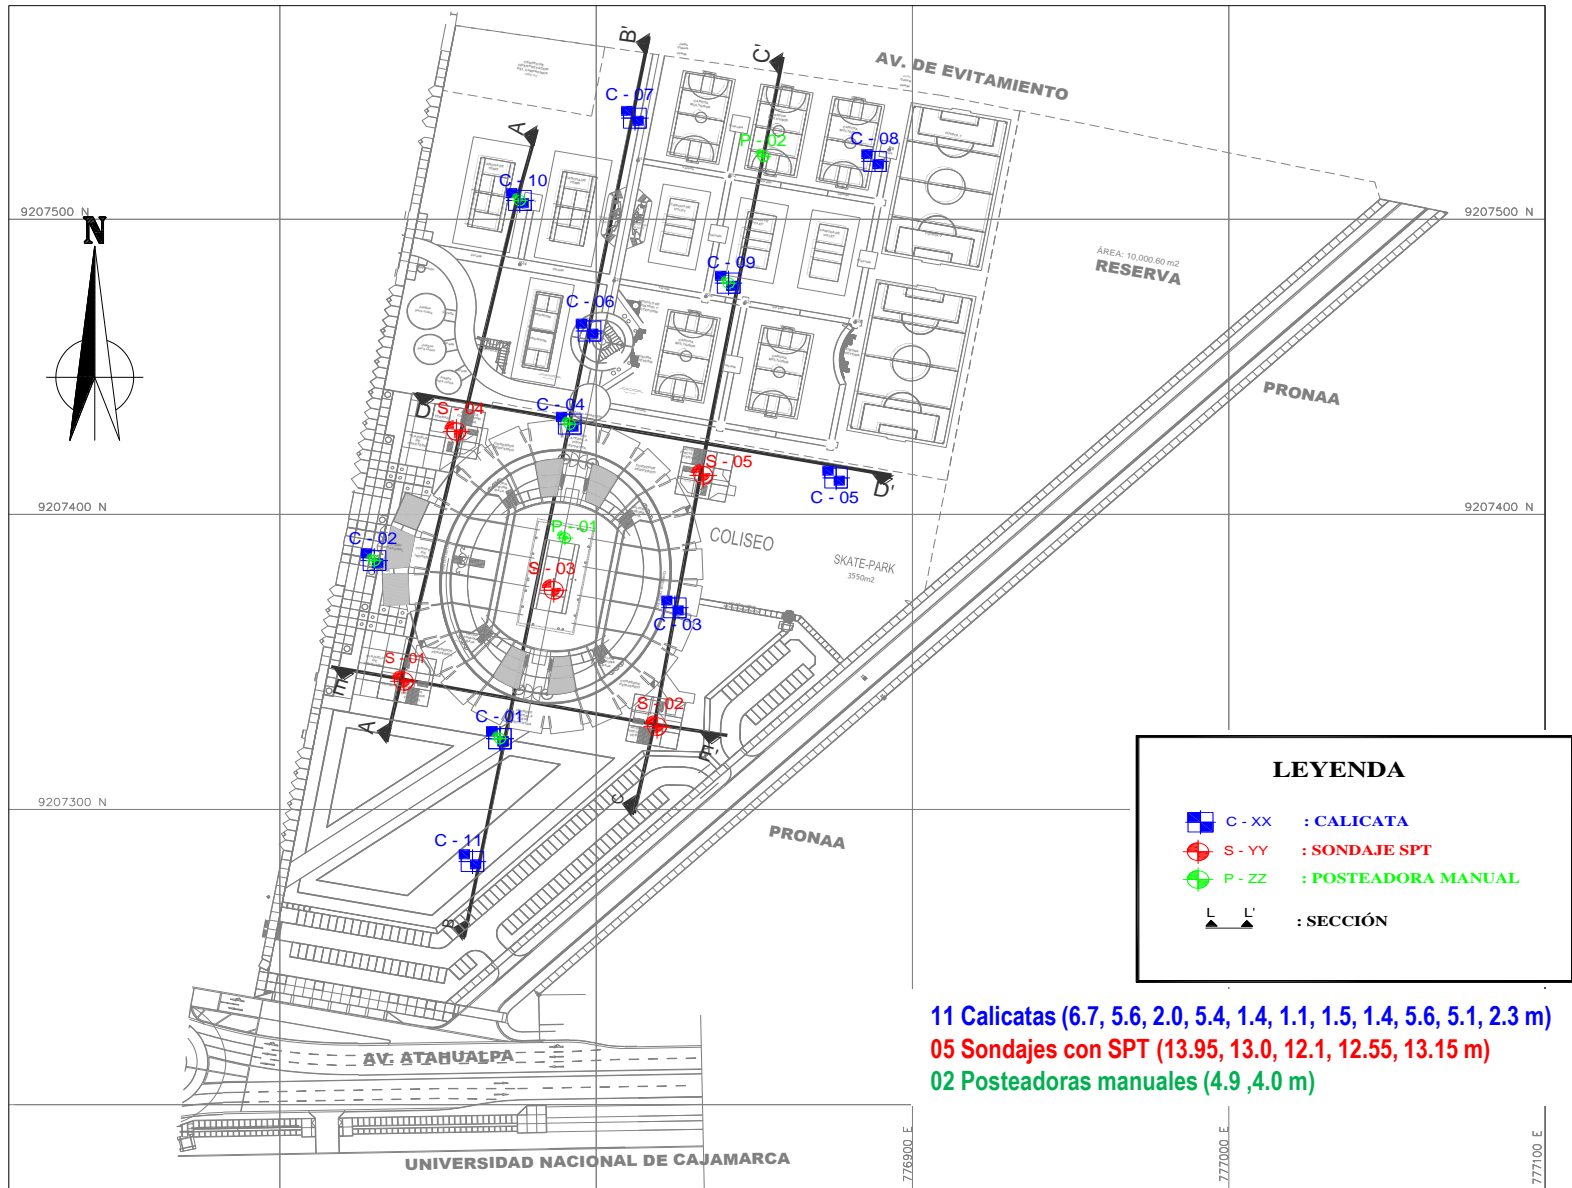 B'
C'
AV. DE EVITAMIENTO
C - 07
A
P - 02
C - 08
C - 10
9207500 N
9207500 N
N
C - 09
ÁREA: 10,000.60 m2
RESERVA
C - 06
PRONAA
D
S - 04
C - 04
S - 05
C - 05
D'
9207400 N
9207400 N
P - 01
COLISEO
C - 02
SKATE-PARK
3550m2
S - 03
C - 03
S - 01
E
S - 02
C - 01
A
E'
LEYENDA
C
9207300 N
C - XX : CALICATA
PRONAA
C - 11
S - YY : SONDAJE SPT
P - ZZ : POSTEADORA MANUAL
L L' : SECCIÓN
B
11 Calicatas (6.7, 5.6, 2.0, 5.4, 1.4, 1.1, 1.5, 1.4, 5.6, 5.1, 2.3 m)
05 Sondajes con SPT (13.95, 13.0, 12.1, 12.55, 13.15 m)
AV. ATAHUALPA
02 Posteadoras manuales (4.9 ,4.0 m)
776900 E
777000 E
777100 E
UNIVERSIDAD NACIONAL DE CAJAMARCA